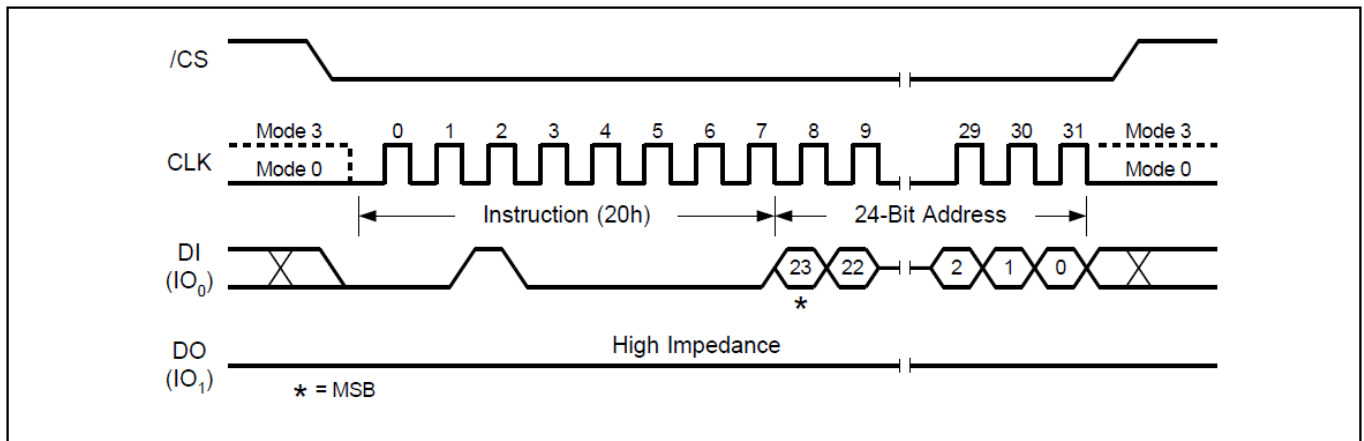 /CS
Mode 3 0 1 2 3 4 5 6 7 8 9 29 30 31 Mode 3
CLK
Mode 0 Mode 0
Instruction (20h) 24-Bit Address
DI
(IO₀)
23 22 2 1 0
*
DO
(IO₁)
High Impedance
* = MSB